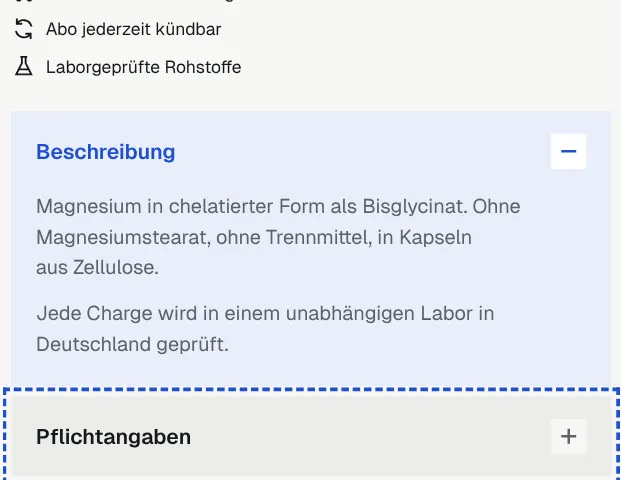 Abo jederzeit kündbar
Laborgeprüfte Rohstoffe
Beschreibung
Magnesium in chelatierter Form als Bisglycinat. Ohne
Magnesiumstearat, ohne Trennmittel, in Kapseln
aus Zellulose.
Jede Charge wird in einem unabhängigen Labor in
Deutschland geprüft.
Pflichtangaben